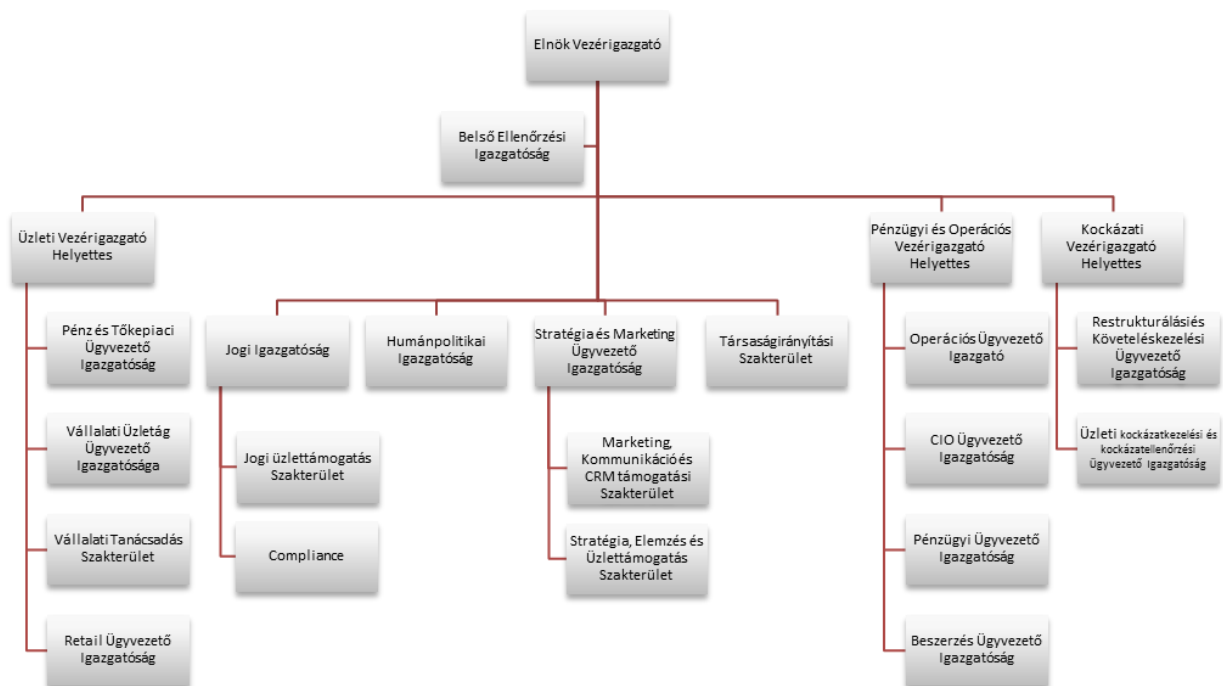 Elnök Vezérigazgató
Belső Ellenőrzési
Igazgatóság
Üzleti Vezérigazgató
Helyettes
Pénzügyi és Operációs
Vezérigazgató
Helyettes
Kockázati
Vezérigazgató
Helyettes
Pénz és Tőkepiaci
Ügyvezető
Igazgatóság
Jogi Igazgatóság
Humánpolitikai
Igazgatóság
Stratégia és Marketing
Ügyvezető
Igazgatóság
Társaságirányítási
Szakterület
Operációs Ügyvezető
Igazgató
Restrukturálási és
Követeléskezelési
Ügyvezető
Igazgatóság
Vállalati Üzletág
Ügyvezető
Igazgatósága
Jogi üzlettámogatás
Szakterület
Marketing,
Kommunikáció és
CRM támogatási
Szakterület
CIO Ügyvezető
Igazgatóság
Üzleti kockázatkezelési és
kockázatellenőrzési
Ügyvezető Igazgatóság
Vállalati Tanácsadás
Szakterület
Compliance
Stratégia, Elemzés és
Üzlettámogatás
Szakterület
Pénzügyi Ügyvezető
Igazgatóság
Retail Ügyvezető
Igazgatóság
Beszerzés Ügyvezető
Igazgatóság